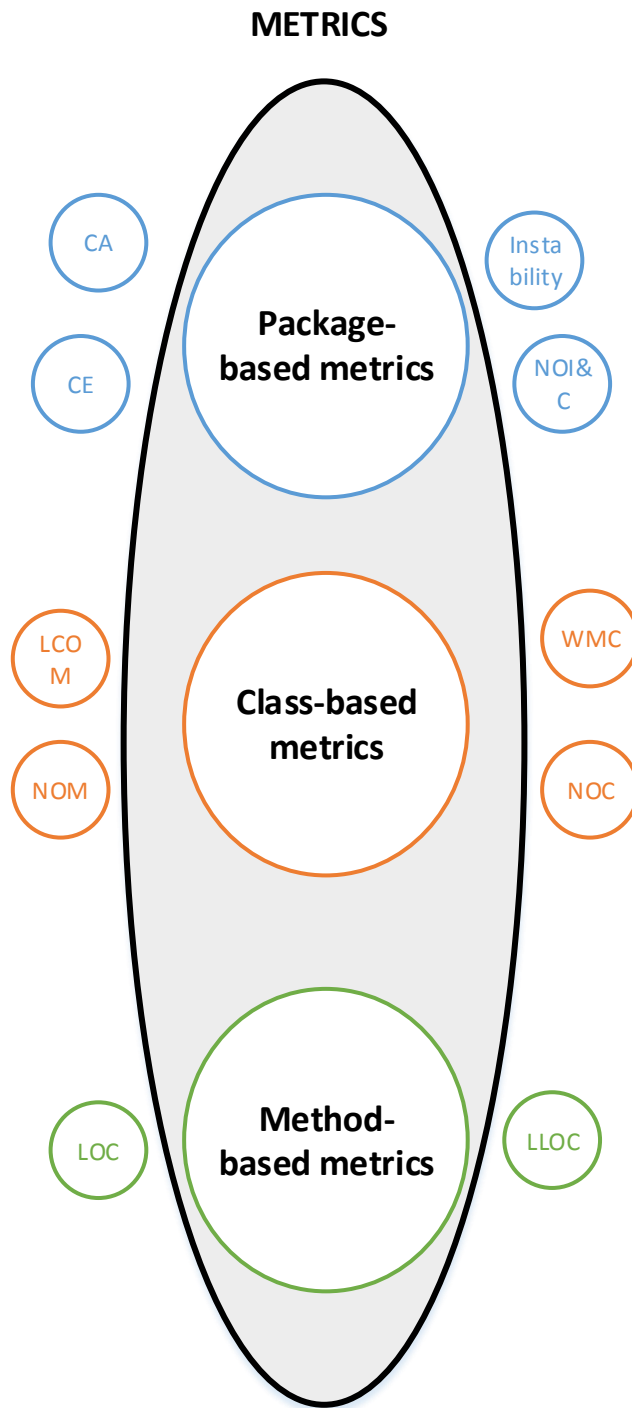 METRICS
CA
Insta
bility
Package-
based metrics
CE
NOI&
C
LCO
M
WMC
Class-based
metrics
NOM
NOC
Method-
based metrics
LOC
LLOC